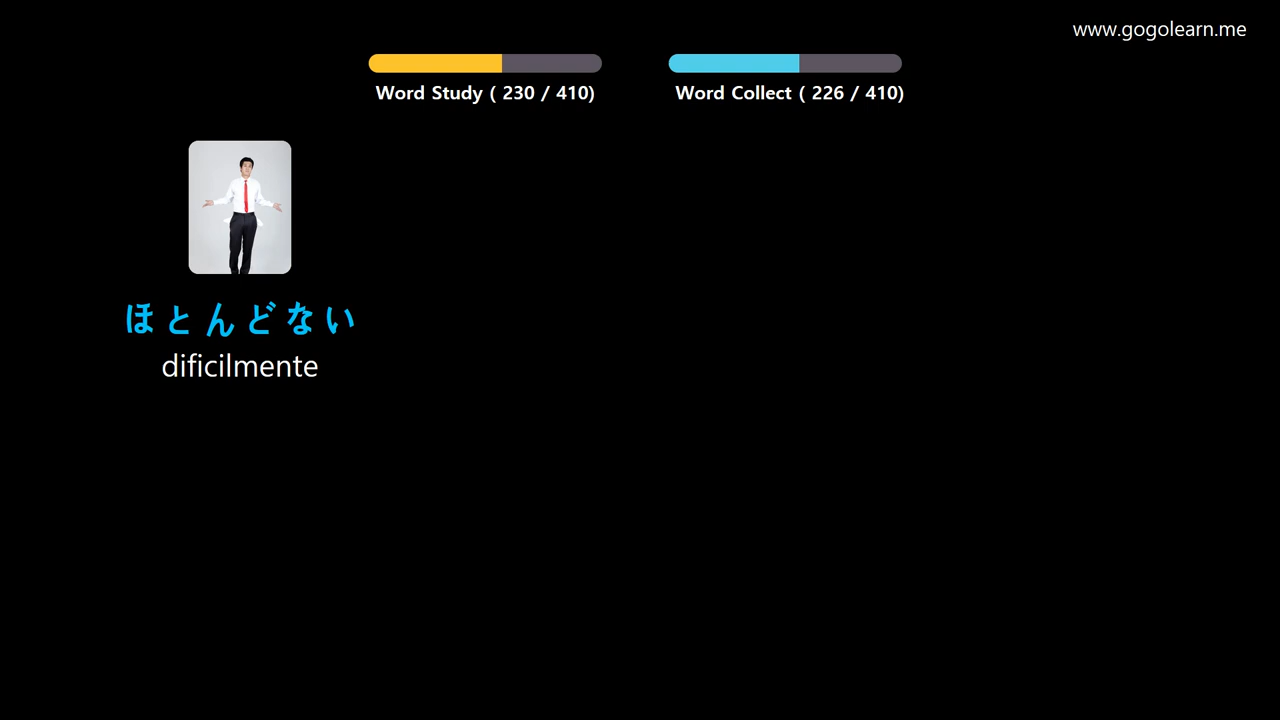 www.gogolearn.me
Word Study ( 230 / 410)
Word Collect ( 226 / 410)
ほとんどない
dificilmente